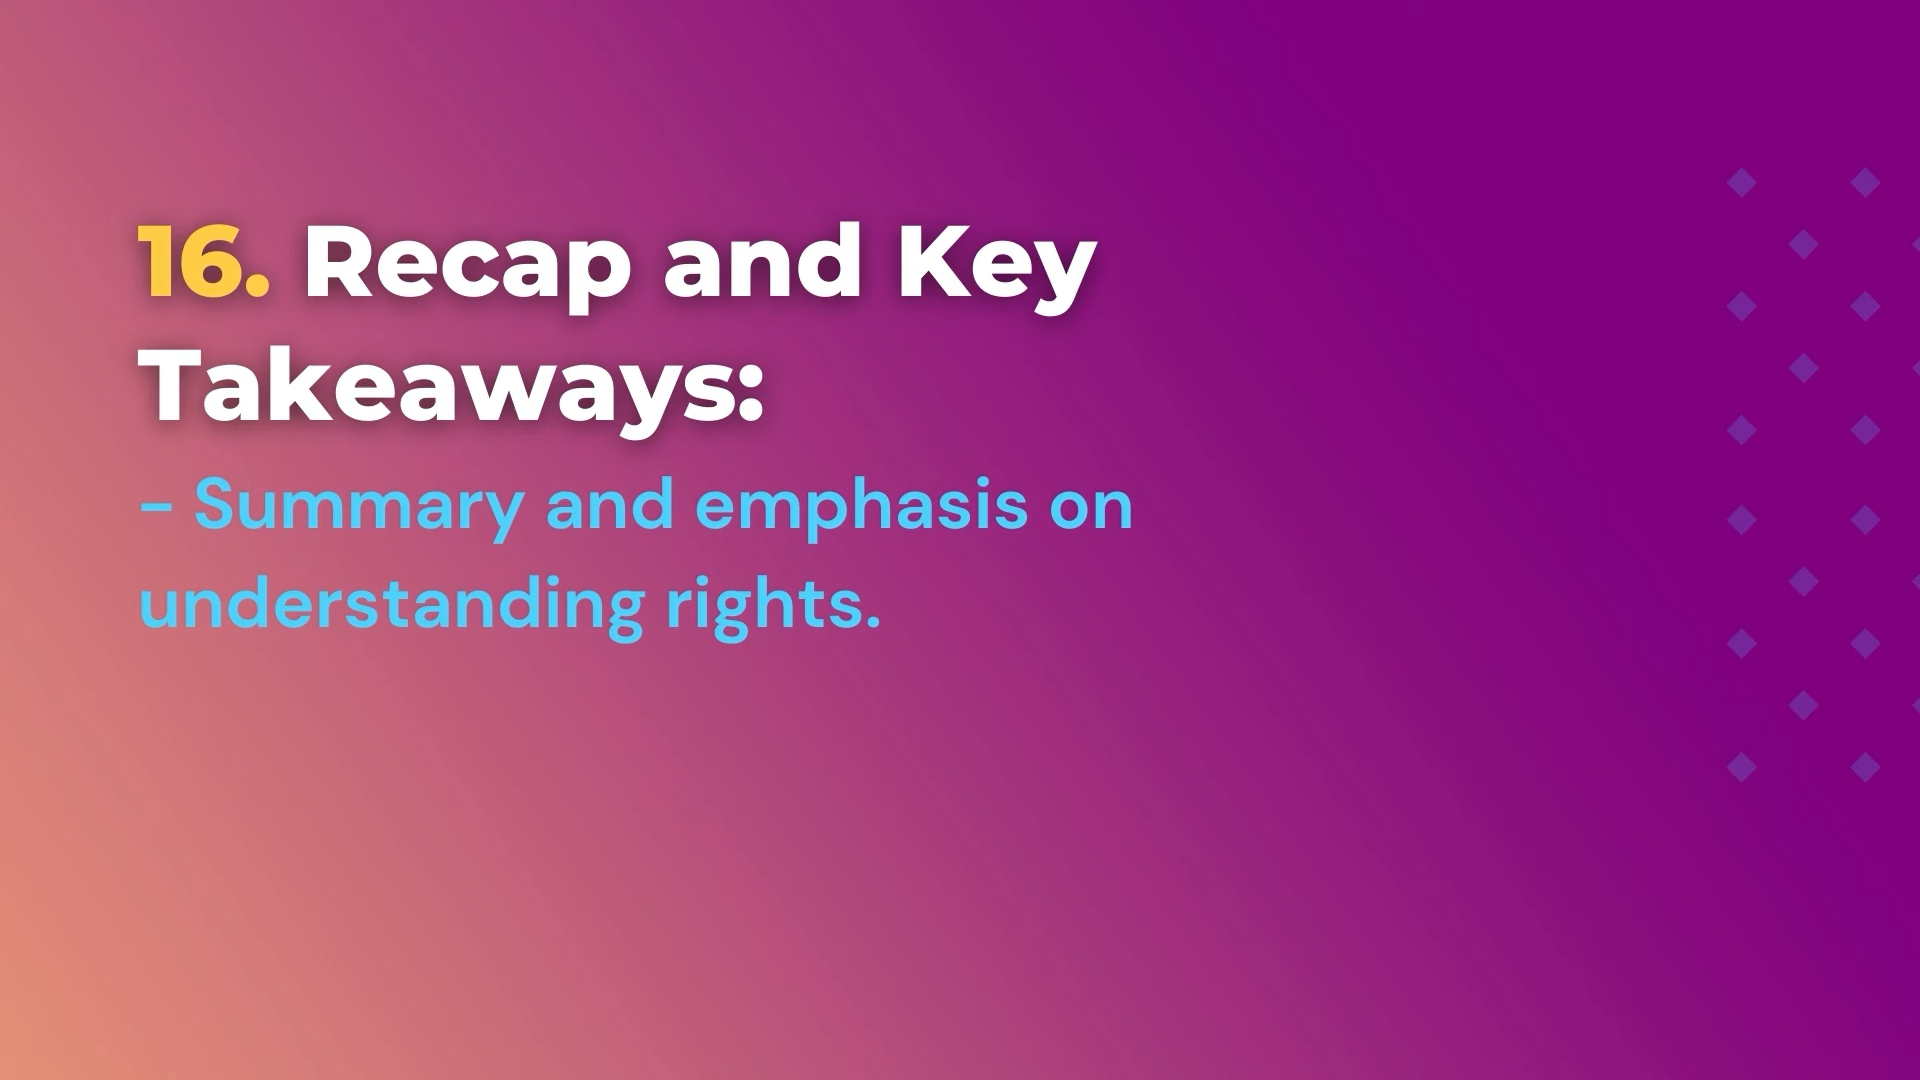 16. Recap and Key
Takeaways:
- Summary and emphasis on
understanding rights.